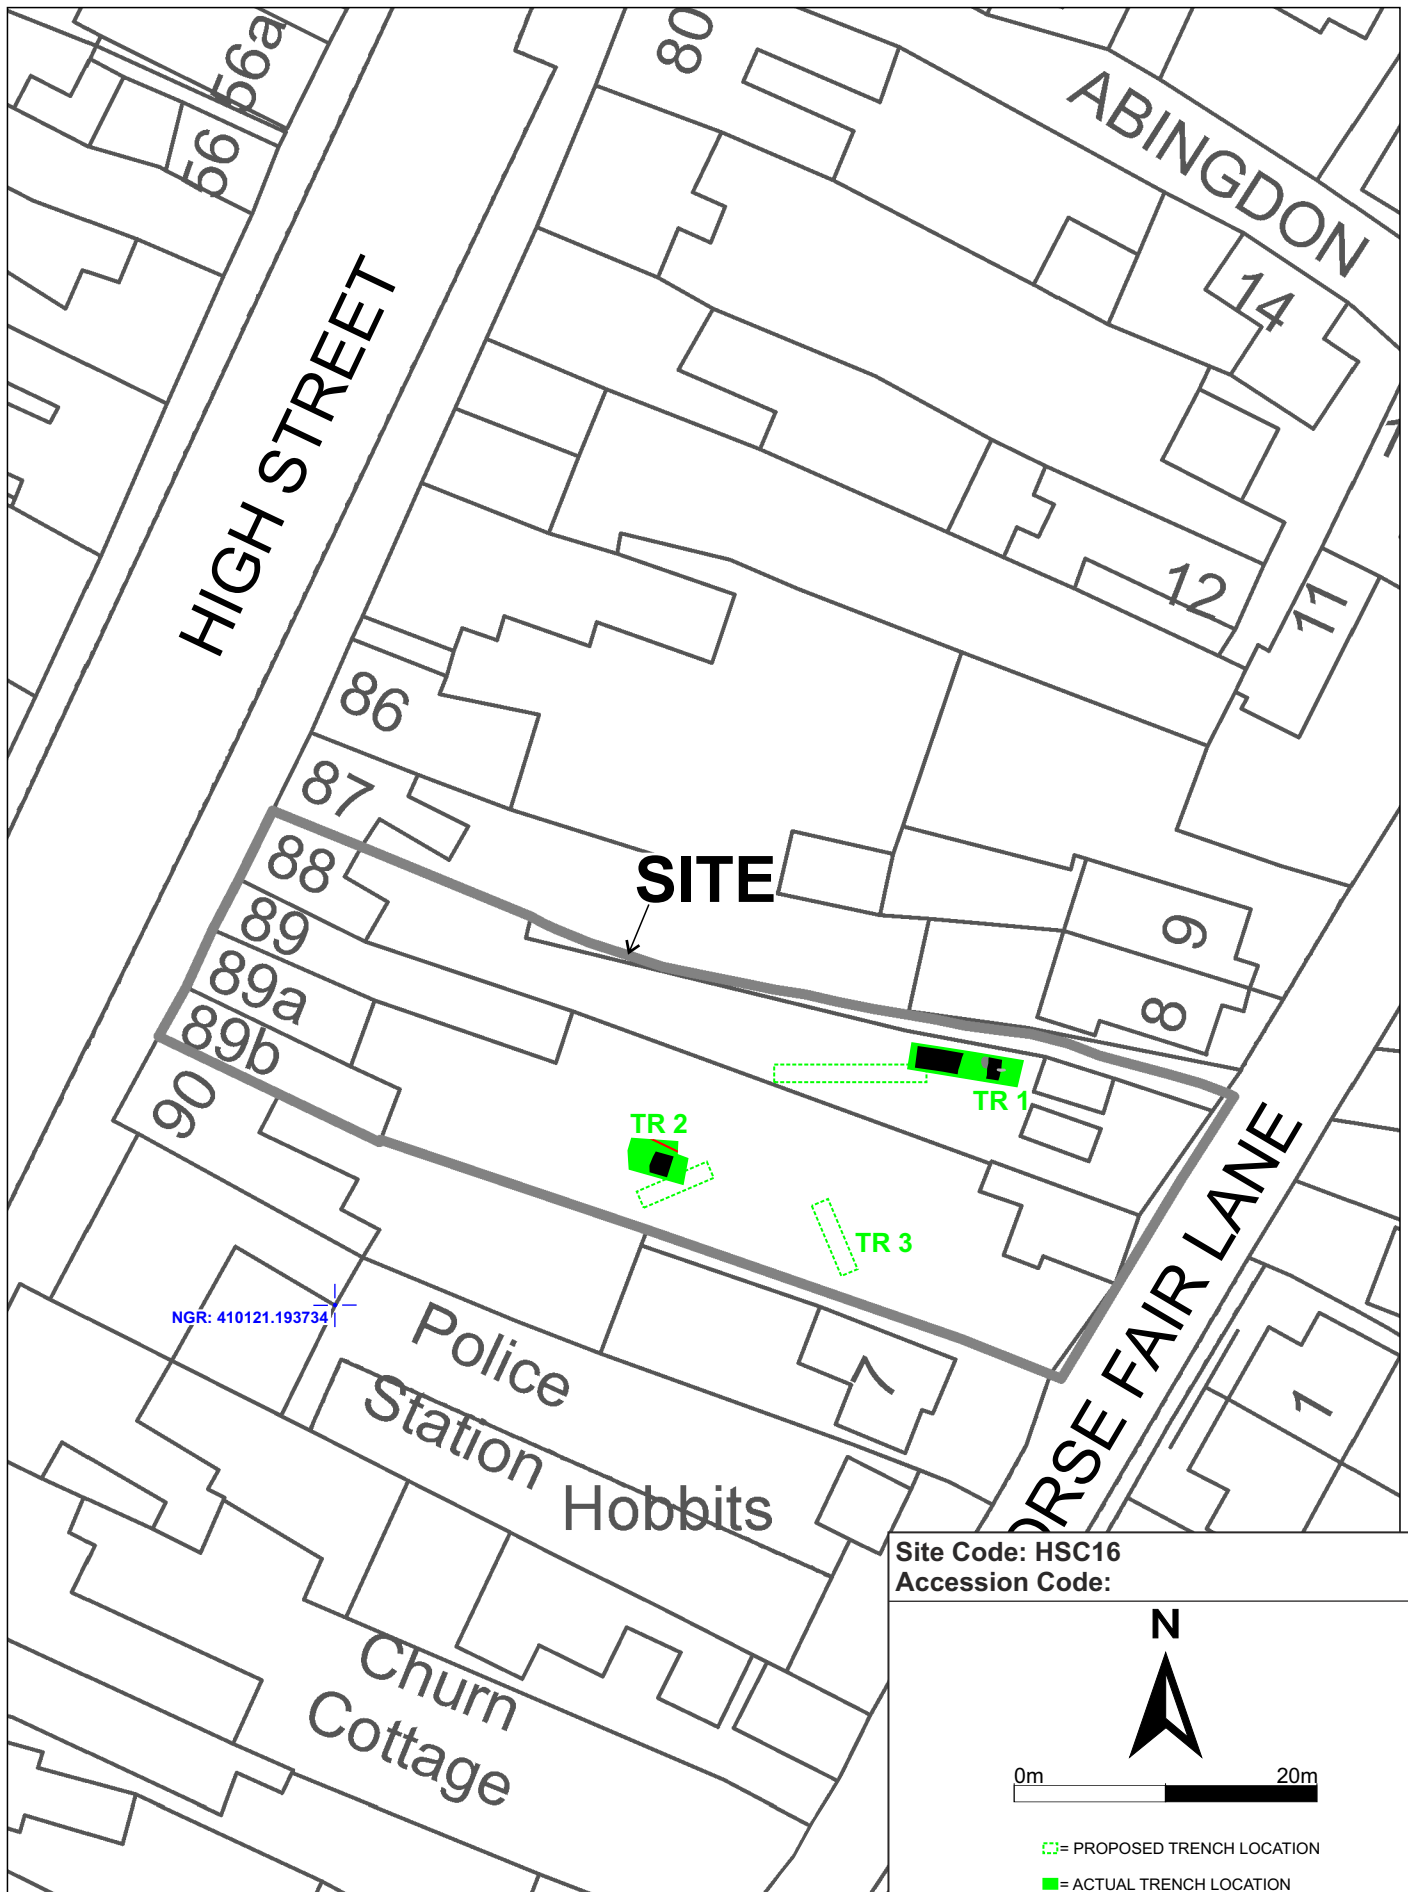 56a
56
80
ABINGDON
14
HIGH STREET
12
11
86
87
SITE
88
89
89a
89b
90
9
8
TR 1
TR 2
TR 3
NGR: 410121.193734
Police
Station
7
1
Hobbits
ORSE FAIR LANE
Churn
Cottage
Site Code: HSC16
Accession Code:
N
0m 20m
= PROPOSED TRENCH LOCATION
= ACTUAL TRENCH LOCATION